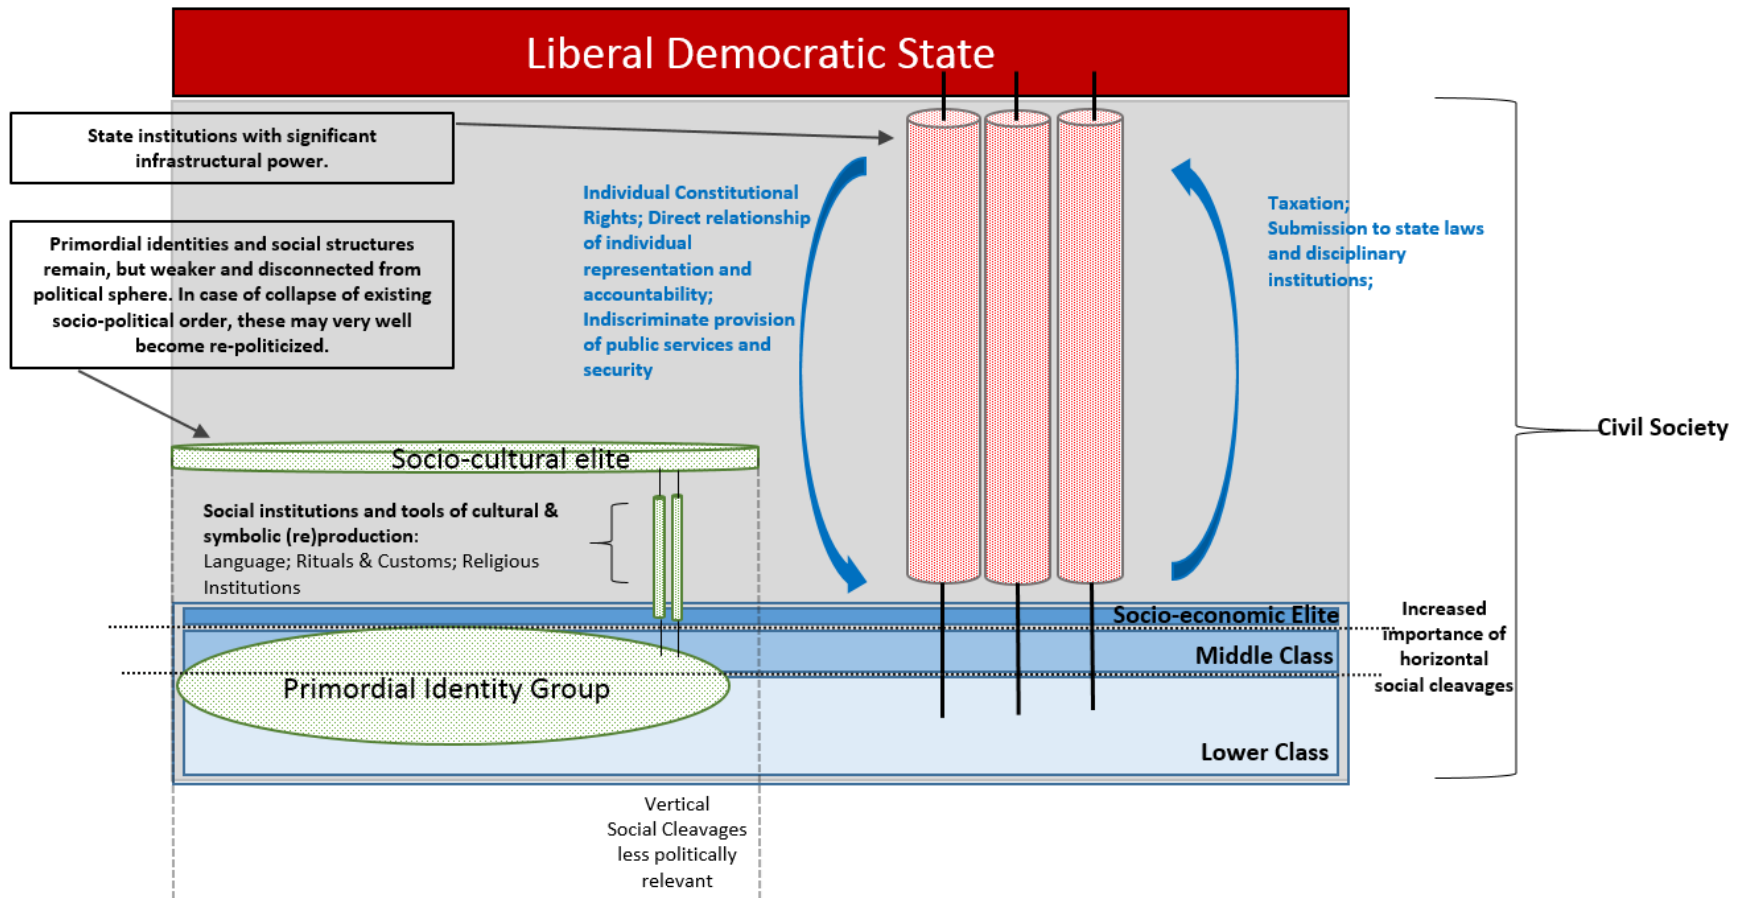 Liberal Democratic State
State institutions with significant
infrastructural power.
Primordial identities and social structures
remain, but weaker and disconnected from
political sphere. In case of collapse of existing
socio-political order, these may very well
become re-politicized.
Individual Constitutional
Rights; Direct relationship
of individual
representation and
accountability;
Indiscriminate provision
of public services and
security
Taxation;
Submission to state laws
and disciplinary
institutions;
Civil Society
Socio-cultural elite
Social institutions and tools of cultural &
symbolic (re)production:
Language; Rituals & Customs; Religious
Institutions
Socio-economic Elite
Middle Class
Lower Class
Primordial Identity Group
Increased
importance of
horizontal
social cleavages
Vertical
Social Cleavages
less politically
relevant